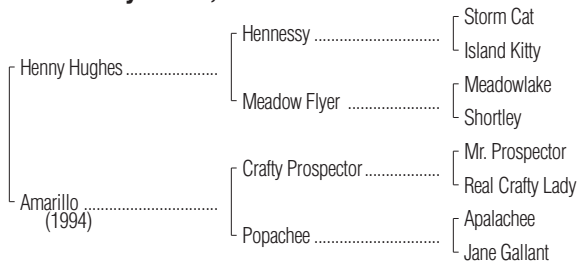 Storm Cat
Hennessy ..............................
Island Kitty
Henny Hughes ......................
Meadowlake
Meadow Flyer ......................
Shortley
Mr. Prospector
Crafty Prospector ..................
Real Crafty Lady
Amarillo ................................
(1994)
Apalachee
Popachee ..............................
Jane Gallant